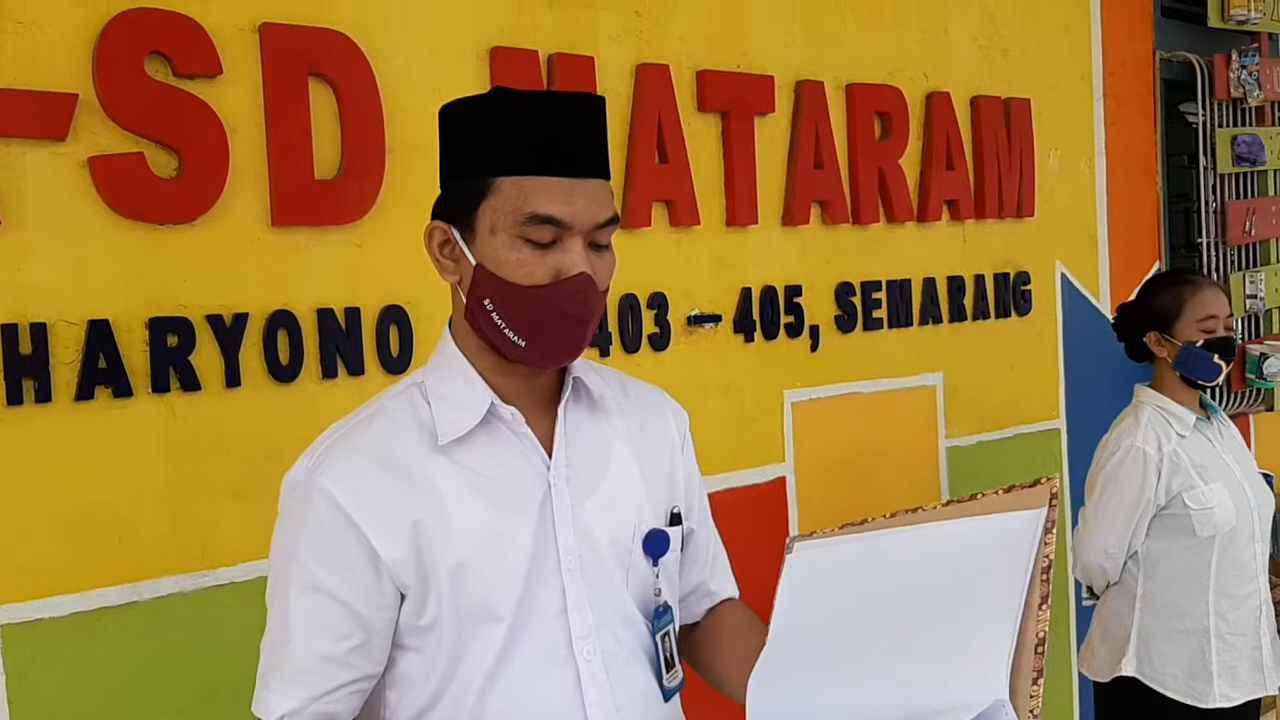 -SD MATARAM
HARYONO 403 – 405, SEMARANG
SD MATARAM